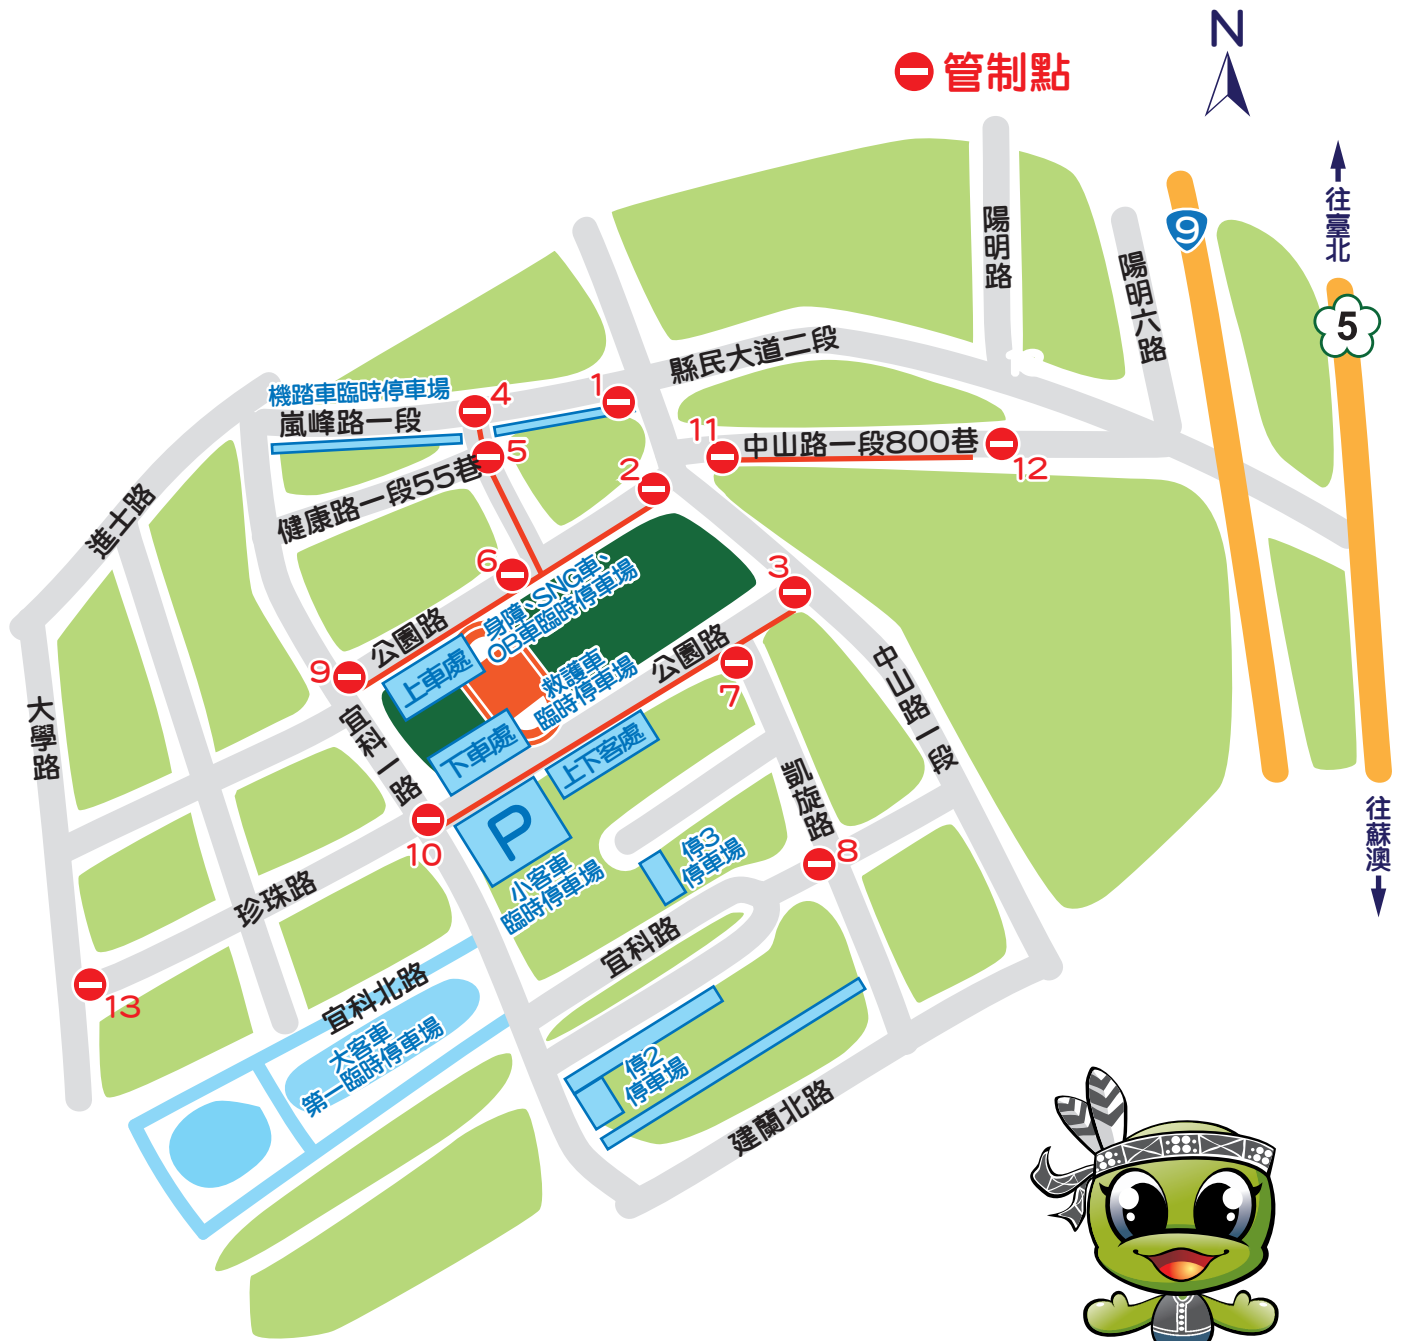 N
管制點
往臺北
陽明路
9
陽明六路
5
縣民大道二段
機踏車臨時停車場
嵐峰路一段
4
1
11
中山路一段800巷
12
5
2
健康路一段55巷
進士路
6
3
身障、SNG車、
OB車臨時停車場
公園路
9
上車處
救護車
臨時停車場
公園路
7
中山路一段
大學路
宜科一路
下車處
上下客處
凱旋路
往蘇澳
P
10
8
停3
停車場
小客車
臨時停車場
珍珠路
宜科路
13
宜科北路
大客車
第一臨時停車場
停2
停車場
建蘭北路